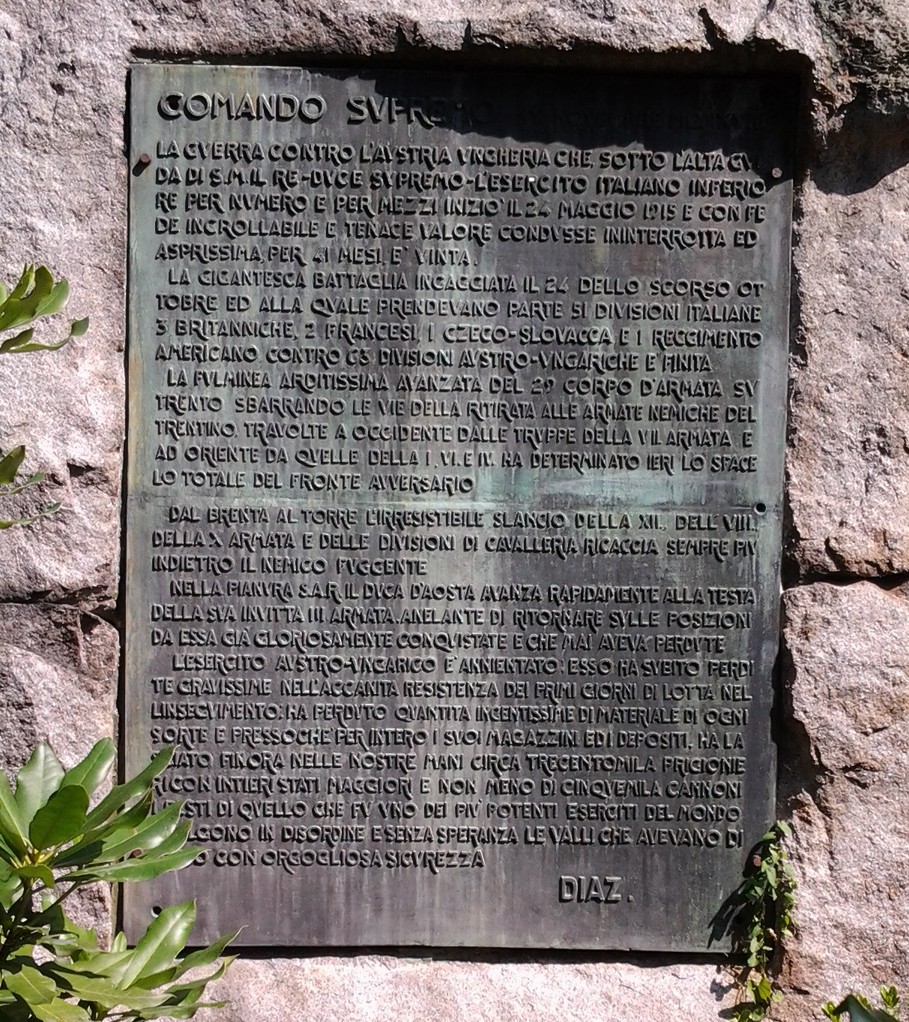 COMANDO SVPREMO
LA GVERRA CONTRO L'AVSTRIA VNGHERIA CHE, SOTTO L'ALTA GVI
DA DI S.M. IL RE-DVCE SVPREMO-L'ESERCITO ITALIANO INFERIO
RE PER NVMERO E PER MEZZI INIZIO' IL 24 MAGGIO 1915 E CON FE
DE INCROLLABILE E TENACE VALORE CONDVSSE ININTERROTTA ED
ASPRISSIMA, PER 41 MESI, E' VINTA.
LA GIGANTESCA BATTAGLIA INGAGGIATA IL 24 DELLO SCORSO OT
TOBRE ED ALLA QVALE PRENDEVANO PARTE 51 DIVISIONI ITALIANE
3 BRITANNICHE, 2 FRANCESI, 1 CZECO-SLOVACCA E 1 REGGIMENTO
AMERICANO CONTRO 63 DIVISIONI AVSTRO-VNGARICHE E' FINITA
LA FVLMINEA ARDITISSIMA AVANZATA DEL 29 CORPO D'ARMATA SV
TRENTO SBARRANDO LE VIE DELLA RITIRATA ALLE ARMATE NEMICHE DEL
TRENTINO, TRAVOLTE A OCCIDENTE DALLE TRVPPE DELLA VII ARMATA E
AD ORIENTE DA QVELLE DELLA I, VI, E IV, HA DETERMINATO IERI LO SFACE
LO TOTALE DEL FRONTE AVVERSARIO
DAL BRENTA AL TORRE L'IRRESISTIBILE SLANCIO DELLA XII, DELL'VIII,
DELLA X ARMATA E DELLE DIVISIONI DI CAVALLERIA RICACCIA SEMPRE PIV
INDIETRO IL NEMICO FVGGENTE
NELLA PIANVRA S.A.R. IL DVCA D'AOSTA AVANZA RAPIDAMENTE ALLA TESTA
DELLA SVA INVITTA III ARMATA, ANELANTE DI RITORNARE SVLLE POSIZIONI
DA ESSA GIÀ GLORIOSAMENTE CONQVISTATE E CHE MAI AVEVA PERDVTE
L'ESERCITO AVSTRO-VNGARICO E' ANNIENTATO: ESSO HA SVBITO PERDI
TE GRAVISSIME NELL'ACCANITA RESISTENZA DEI PRIMI GIORNI DI LOTTA NEL
L'INSEGVIMENTO: HA PERDVTO QVANTITA INGENTISSIME DI MATERIALE DI OGNI
SORTE E PRESSOCHE PER INTERO I SVOI MAGAZZINI ED I DEPOSITI. HA LA
FINORA NELLE NOSTRE MANI CIRCA TRECENTOMILA PRIGIONIE
RI CON INTIERI STATI MAGGIORI E NON MENO DI CINQVEMILA CANNONI
DI QVELLO CHE FV VNO DEI PIV' POTENTI ESERCITI DEL MONDO
IN DISORDINE E SENZA SPERANZA LE VALLI CHE AVEVANO DI
CON ORGOGLIOSA SICVREZZA
DIAZ.